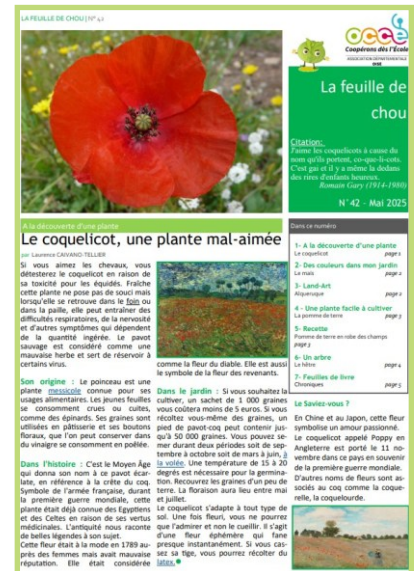 LA FEUILLE DE CHOU | N° 42
occe
Coopérons dès l'École
ASSOCIATION DÉPARTEMENTALE
La feuille de
chou
Citation:
J'aime les coquelicots à cause du
nom qu'ils portent, co-que-li-cots.
C'est gai et il y a même la dedans
des rires d'enfants heureux.
Romain Gary (1914-1980)
N°42 - Mai 2025
A la découverte d'une plante
Le coquelicot, une plante mal-aimée
par Laurence CAIVANO-TELLIER
Si vous aimez les chevaux, vous
détesterez le coquelicot en raison de
sa toxicité pour les équidés. Fraîche
cette plante ne pose pas de souci mais
lorsqu'elle se retrouve dans le foin ou
dans la paille, elle peut entraîner des
difficultés respiratoires, de la nervosité
et d'autres symptômes qui dépendent
de la quantité ingérée. Le pavot
sauvage est considéré comme une
mauvaise herbe et sert de réservoir à
certains virus.
Son origine : Le poinceau est une
plante messicole connue pour ses
usages alimentaires. Les jeunes feuilles
se consomment crues ou cuites,
comme des épinards. Ses graines sont
utilisées en pâtisserie et ses boutons
floraux, que l'on peut conserver dans
du vinaigre se consomment en poêlée.
Dans l'histoire : C'est le Moyen Âge
qui donna son nom à ce pavot écar-
late, en référence à la crête du coq.
Symbole de l'armée française, durant
la première guerre mondiale, cette
plante était déjà connue des Egyptiens
et des Celtes en raison de ses vertus
médicinales. L'antiquité nous raconte
de belles légendes à son sujet.
Cette fleur était à la mode en 1789 au-
près des femmes mais avait mauvaise
réputation. Elle était considérée
comme la fleur du diable. Elle est aussi
le symbole de la fleur des revenants.
Dans le jardin : Si vous souhaitez la
cultiver, un sachet de 1 000 graines
vous coûtera moins de 5 euros. Si vous
récoltez vous-même des graines, un
pied de pavot-coq peut contenir jus-
qu'à 50 000 graines. Vous pouvez se-
mer durant deux périodes soit de sep-
tembre à octobre soit de mars à juin, à
la volée. Une température de 15 à 20
degrés est nécessaire pour la germina-
tion. Recouvrez les graines d'un peu de
terre. La floraison aura lieu entre mai
et juillet.
Le coquelicot s'adapte à tout type de
sol. Une fois fleuri, vous ne pourrez
que l'admirer et non le cueillir. Il s'agit
d'une fleur éphémère qui fane
presque instantanément. Si vous cas-
sez sa tige, vous pourrez récolter du
latex.
Dans ce numéro
1- A la découverte d'une plante
Le coquelicot page 1
2- Des couleurs dans mon jardin
Le maïs page 2
3- Land-Art
Alquerque page 2
4 - Une plante facile à cultiver
La pomme de terre page 3
5- Recette
Pomme de terre en robe des champs
page 3
6- Un arbre
Le hêtre page 4
7- Feuilles de livre
Chroniques page 5
Le Saviez-vous ?
En Chine et au Japon, cette fleur
symbolise un amour passionné.
Le coquelicot appelé Poppy en
Angleterre est porté le 11 no-
vembre dans ce pays en souvenir
de la première guerre mondiale.
D'autres noms de fleurs sont as-
sociés au coq comme la coque-
relle, la coquelourde.